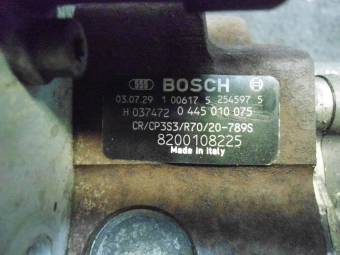 BOSCH
03.07.29 1 00617 5 254597 5
H 037472 0 445 010 075
CR/CP3S3/R70/20-789S
8200108225
Made in Italy